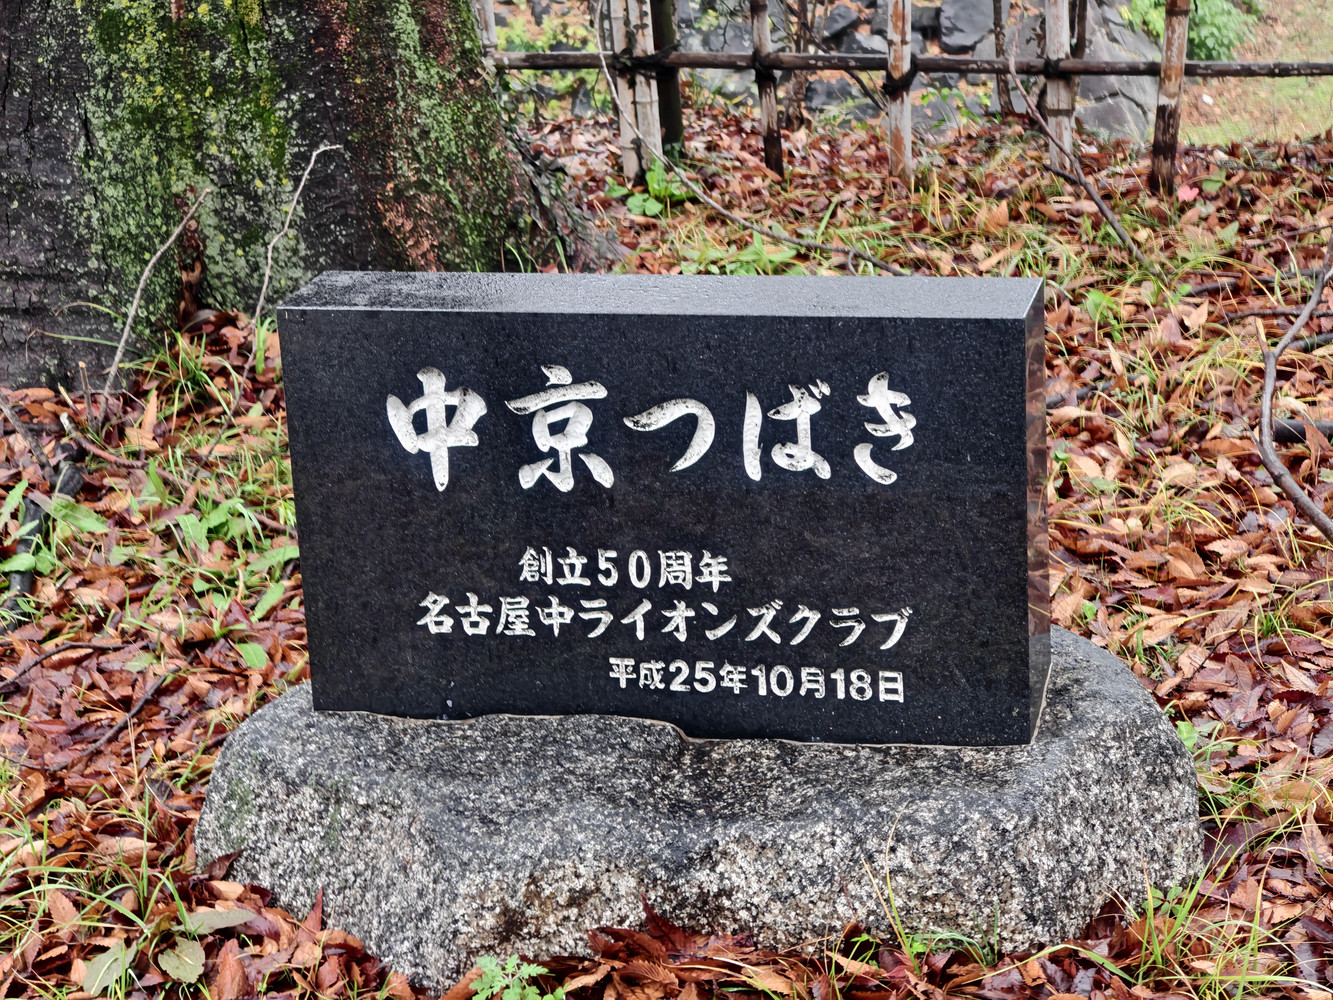 中京つばき
創立50周年
名古屋中ライオンズクラブ
平成25年10月18日